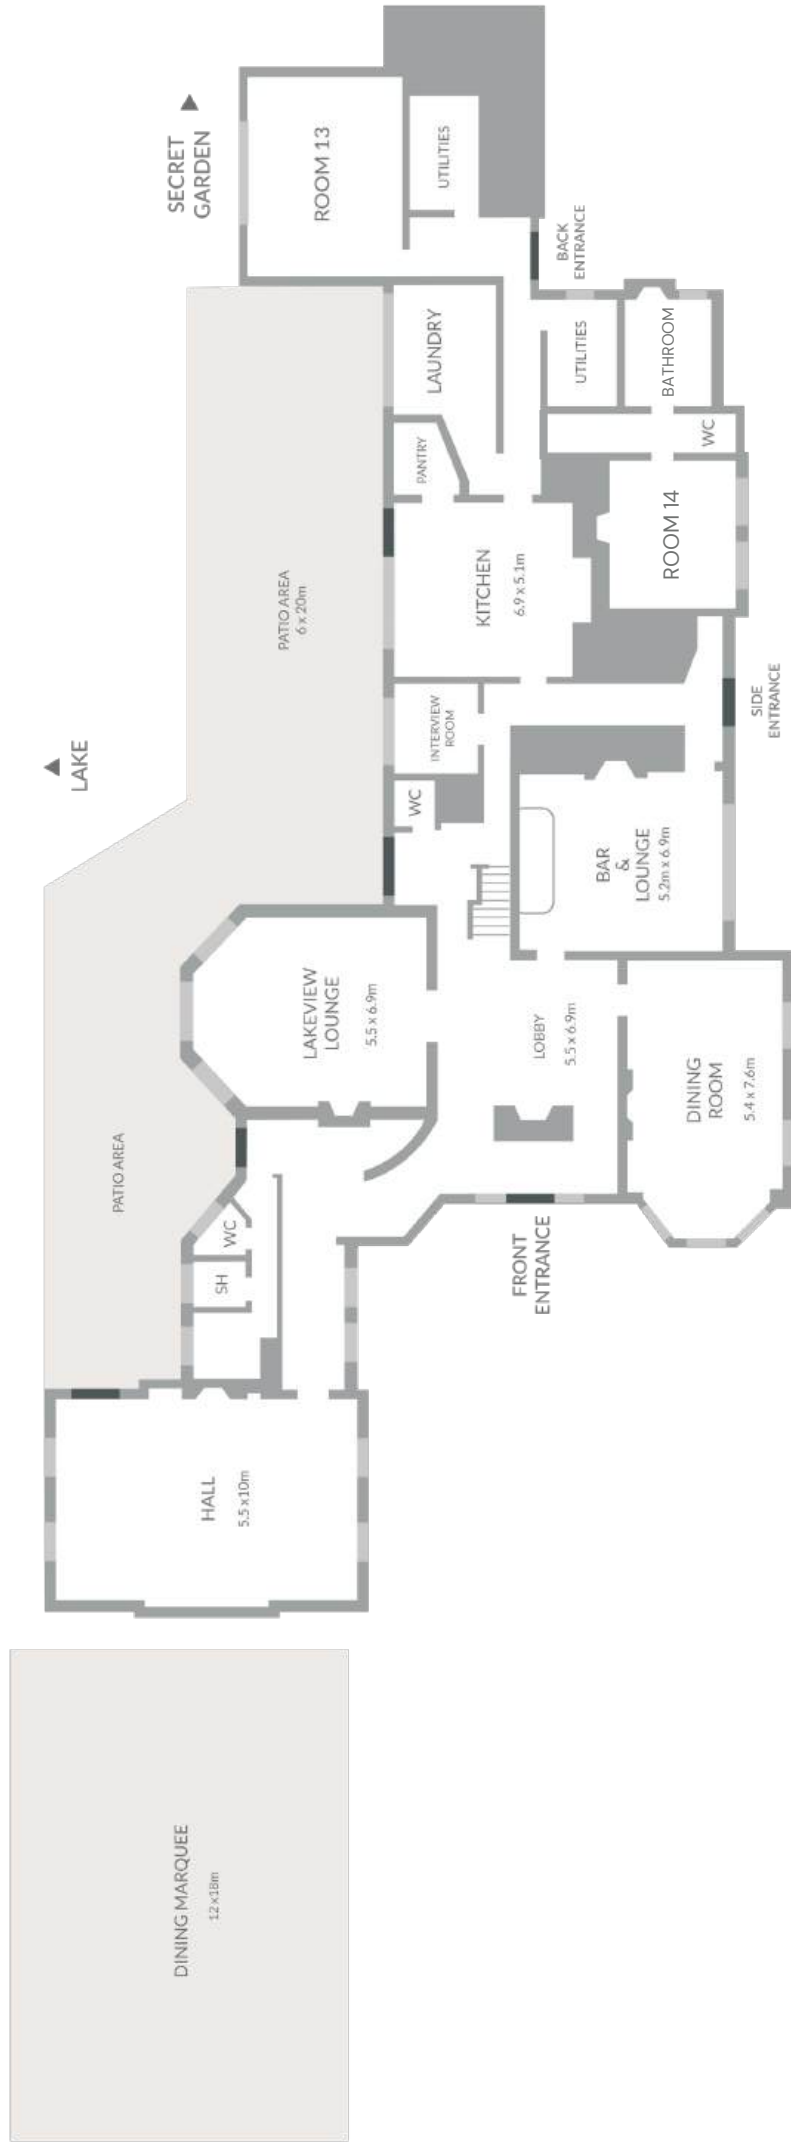 SECRET
GARDEN
ROOM 13
UTILITIES
BACK
ENTRANCE
LAUNDRY
UTILITIES
BATHROOM
PANTRY
WC
ROOM 14
KITCHEN
6.9 x 5.1m
PATIO AREA
6 x 20m
INTERVIEW
ROOM
SIDE
ENTRANCE
LAKE
WC
BAR
&
LOUNGE
5.2m x 6.9m
LAKEVIEW
LOUNGE
5.5 x 6.9m
LOBBY
5.5 x 6.9m
DINING
ROOM
5.4 x 7.6m
PATIO AREA
WC
SH
FRONT
ENTRANCE
HALL
5.5 x10m
DINING MARQUEE
12 x18m